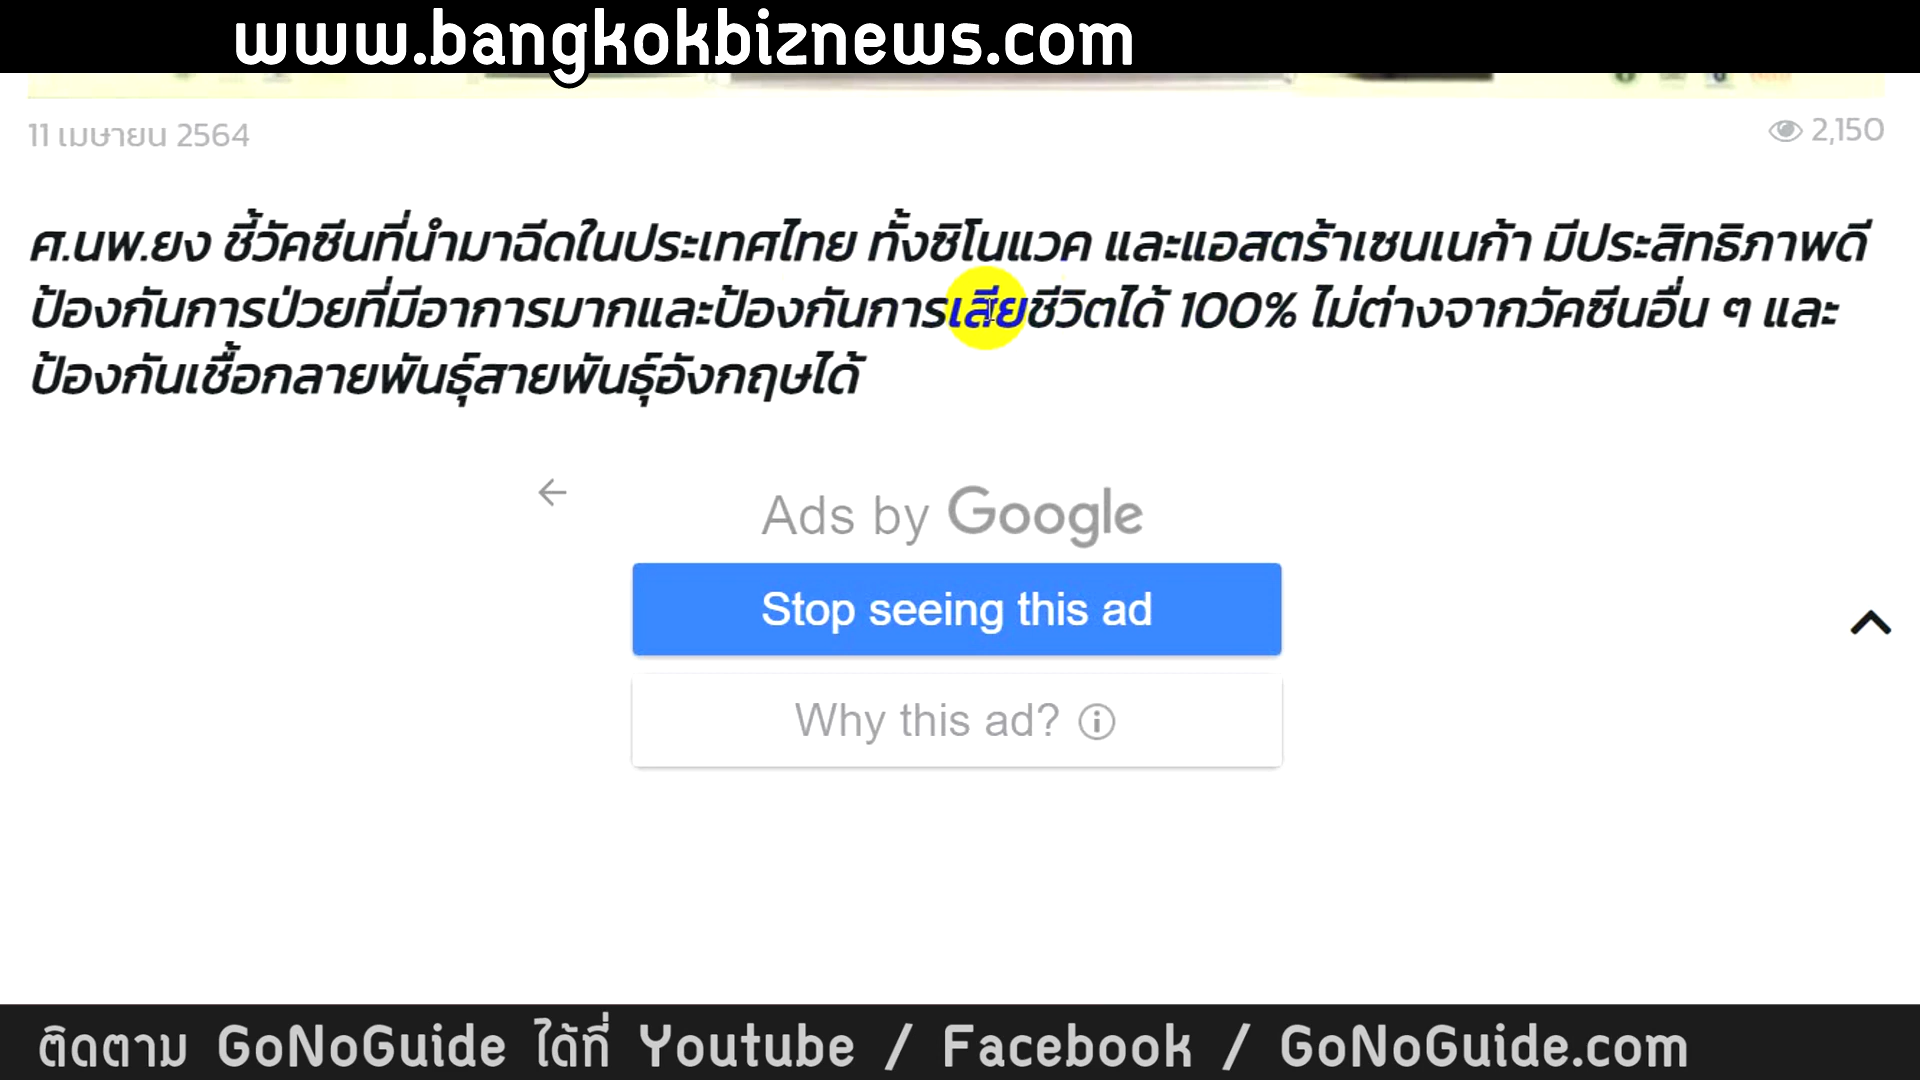 www.bangkokbiznews.com
11 เมษายน 2564
2,150
ศ.นพ.ยง ชี้วัคซีนที่นำมาฉีดในประเทศไทย ทั้งซิโนแวค และแอสตร้าเซนเนก้า มีประสิทธิภาพดี
ป้องกันการป่วยที่มีอาการมากและป้องกันการเสียชีวิตได้ 100% ไม่ต่างจากวัคซีนอื่น ๆ และ
ป้องกันเชื้อกลายพันธุ์สายพันธุ์อังกฤษได้
Ads by Google
Stop seeing this ad
Why this ad?
ติดตาม GoNoGuide ได้ที่ Youtube / Facebook / GoNoGuide.com